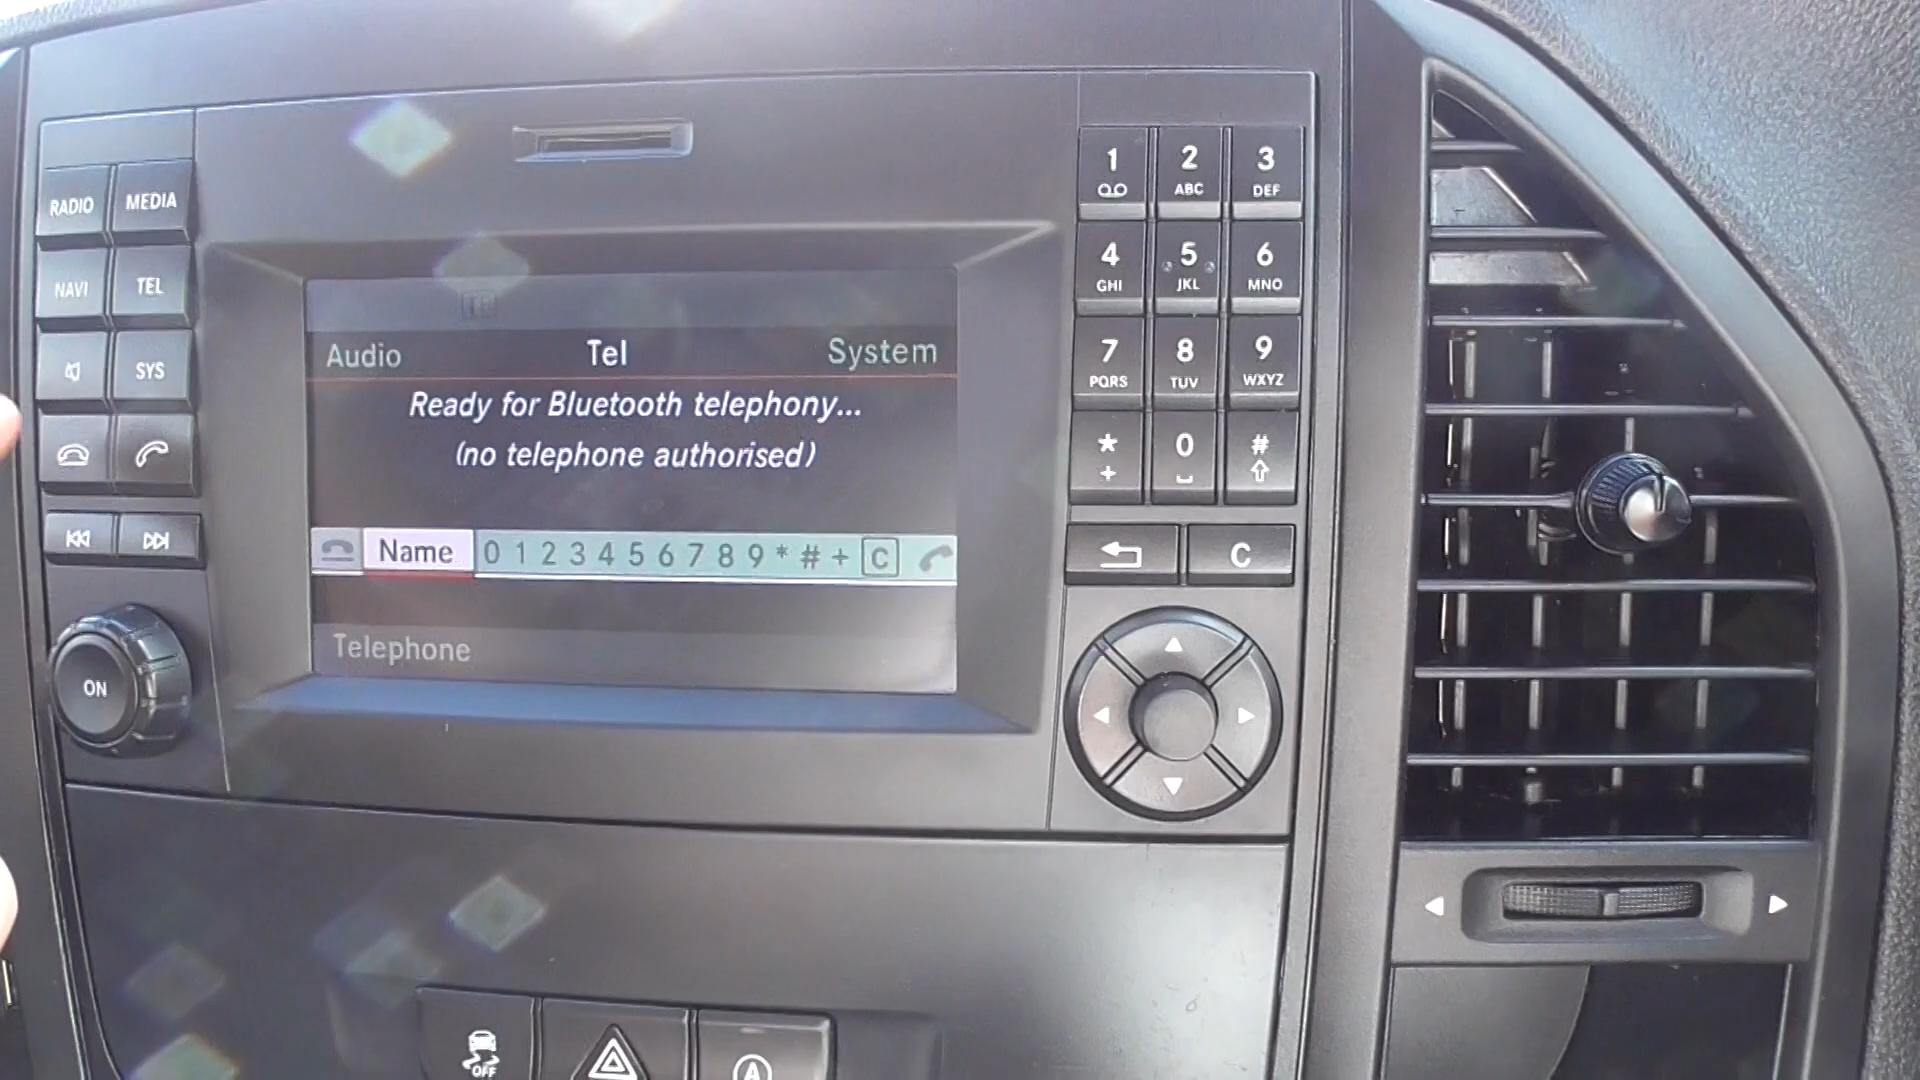 RADIO MEDIA
NAVI TEL
SYS
ON
Audio Tel System
Ready for Bluetooth telephony...
(no telephone authorised)
Name 0 1 2 3 4 5 6 7 8 9 * # + C
Telephone
1 2 3
ABC DEF
4 5 6
GHI JKL MNO
7 8 9
PQRS TUV WXYZ
* 0 #
+
C
OFF
A